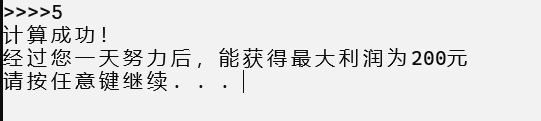 >>>>5
计算成功!
经过您一天努力后，能获得最大利润为200元
请按任意键继续. . .